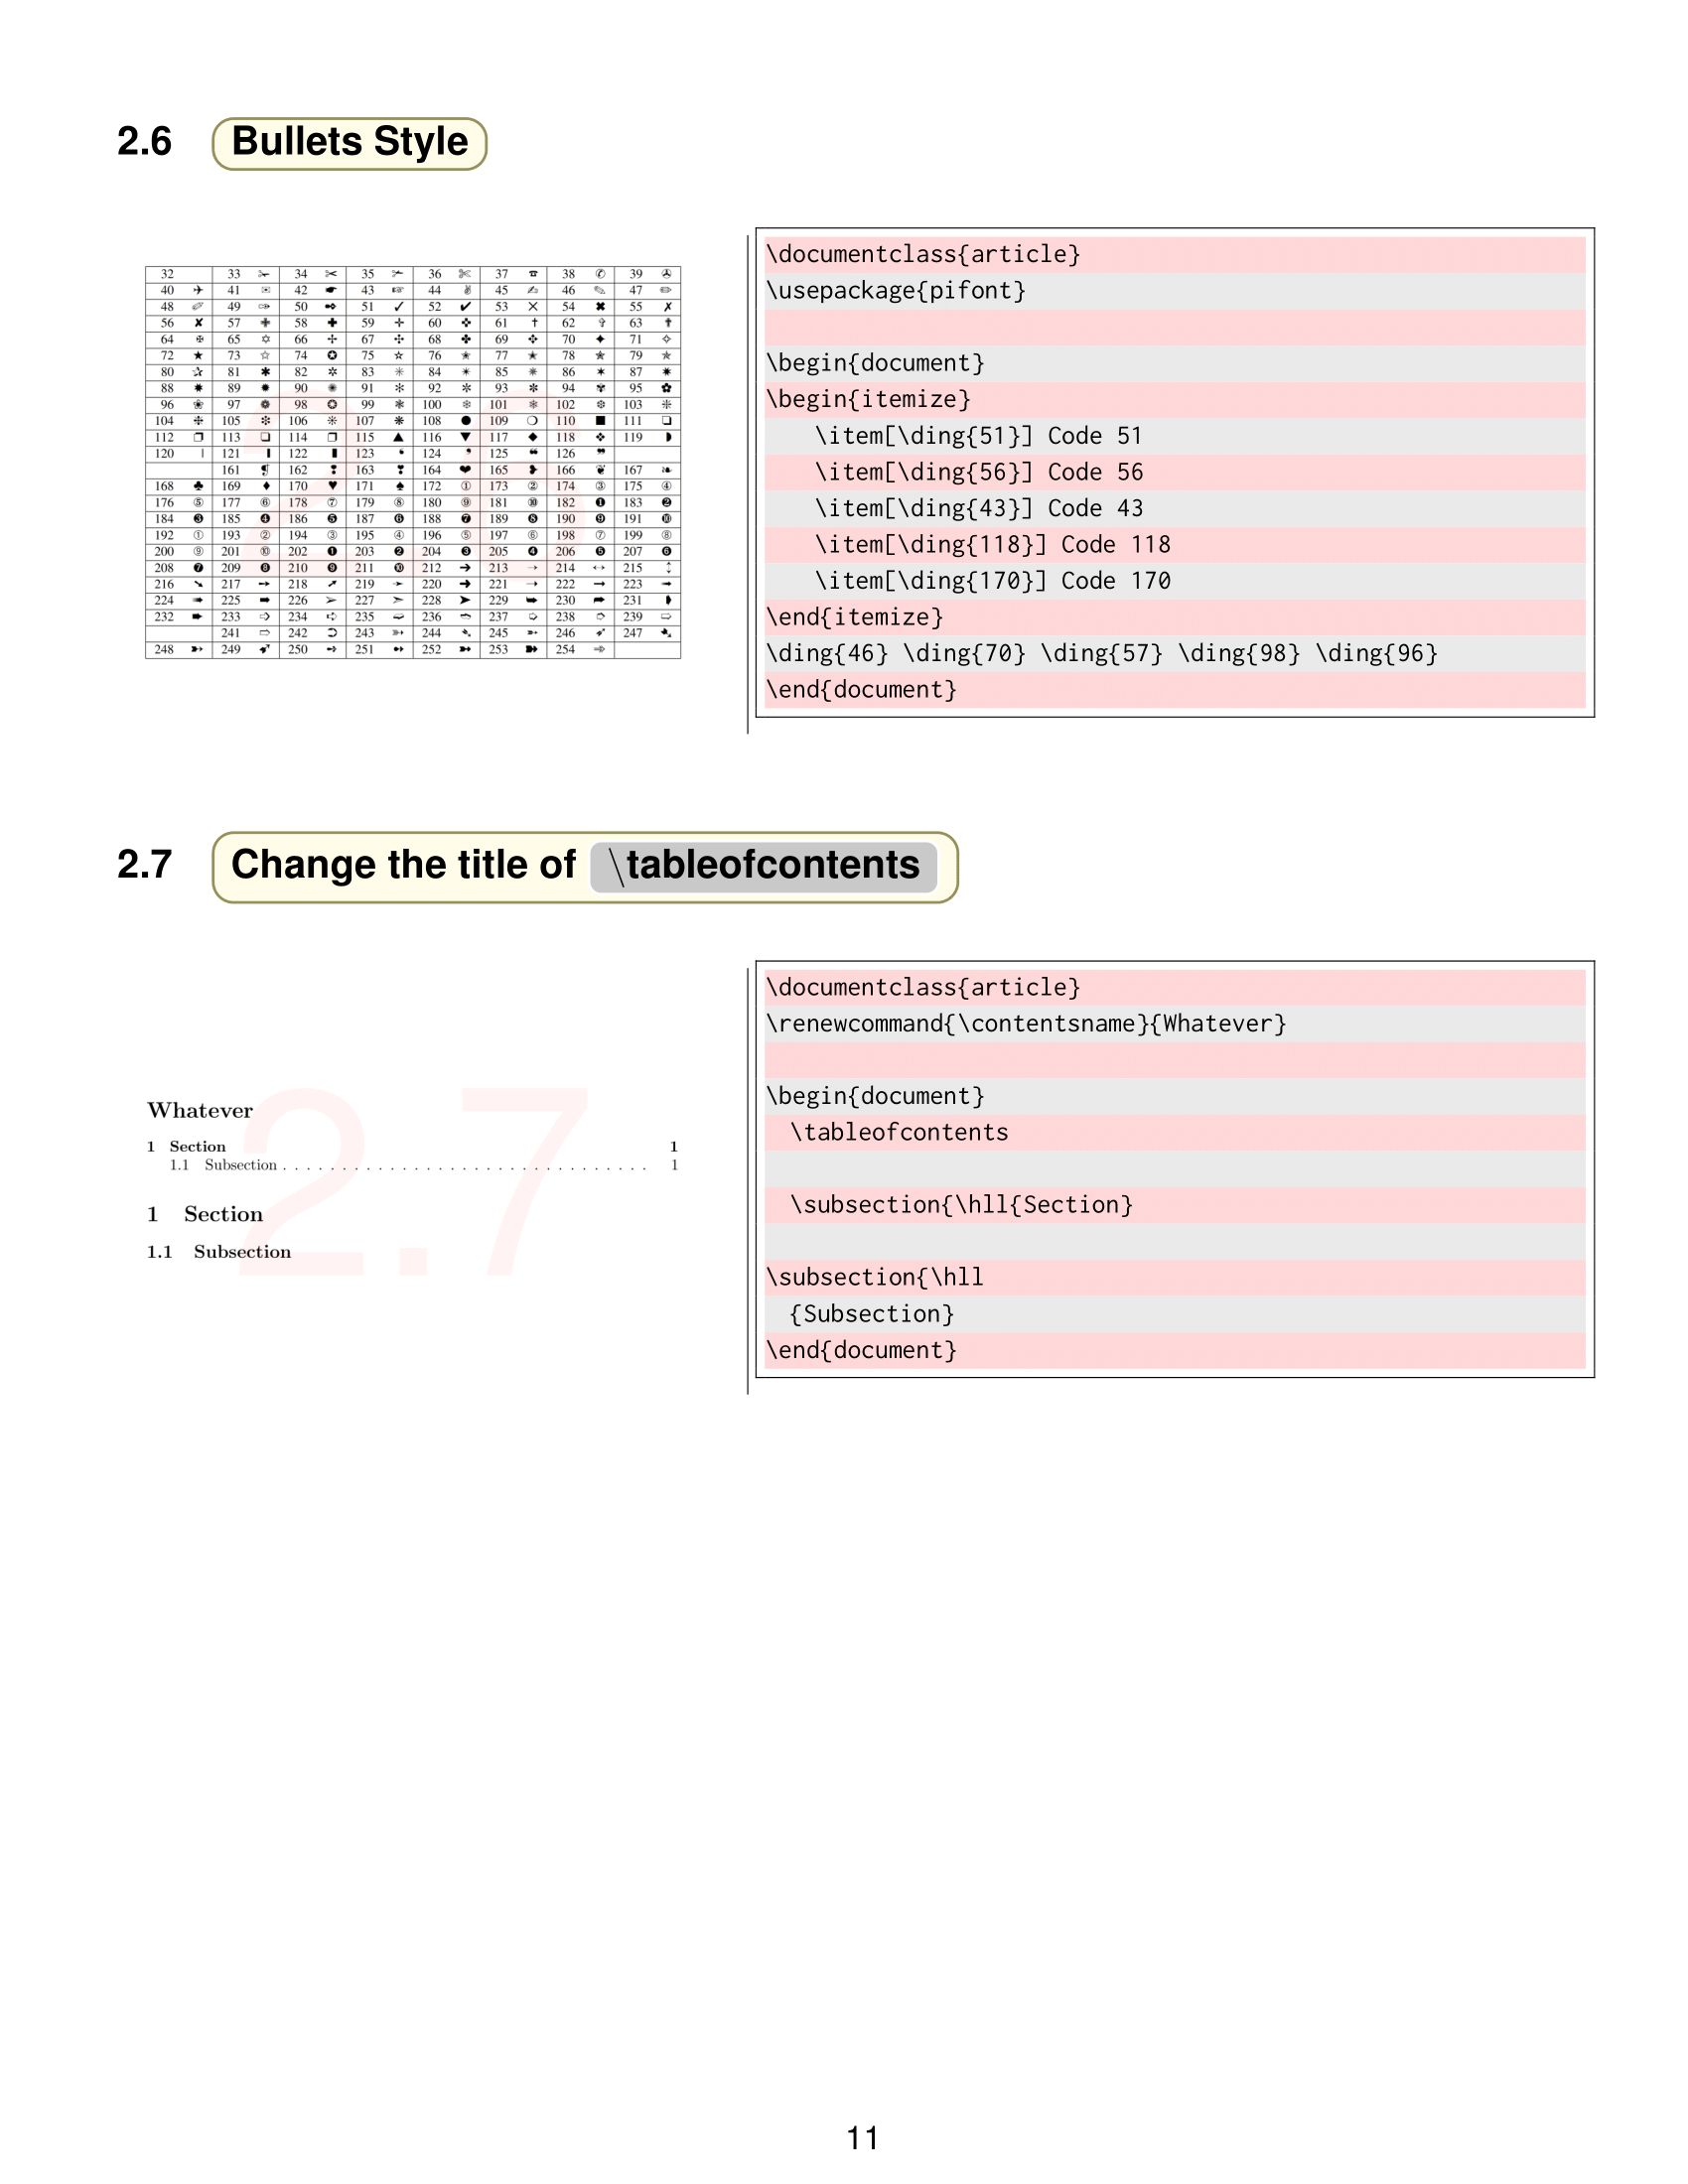 2.6 Bullets Style
32 33 ✁ 34 ✂ 35 ✃ 36 ✄ 37 ☎ 38 ✆ 39 ✇
40 ✈ 41 ✉ 42 ☛ 43 ☞ 44 ✌ 45 ✍ 46 ✎ 47 ✏
48 ✐ 49 ✑ 50 ✒ 51 ✓ 52 ✔ 53 ✕ 54 ✖ 55 ✗
56 ✘ 57 ✙ 58 ✚ 59 ✛ 60 ✜ 61 ✝ 62 ✞ 63 ✟
64 ✠ 65 ✡ 66 ✢ 67 ✣ 68 ✤ 69 ✥ 70 ✦ 71 ✧
72 ★ 73 ✩ 74 ✪ 75 ✫ 76 ✬ 77 ✭ 78 ✮ 79 ✯
80 ✰ 81 ✱ 82 ✲ 83 ✳ 84 ✴ 85 ✵ 86 ✶ 87 ✷
88 ✸ 89 ✹ 90 ✺ 91 ✻ 92 ✼ 93 ✽ 94 ✾ 95 ✿
96 ❀ 97 ❁ 98 ❂ 99 ❃ 100 ❄ 101 ❅ 102 ❆ 103 ❇
104 ❈ 105 ❉ 106 ❊ 107 ❋ 108 ● 109 ❍ 110 ■ 111 ❏
112 ❐ 113 ❑ 114 ❒ 115 ▲ 116 ▼ 117 ◆ 118 ❖ 119 ◗
120 ❘ 121 ❙ 122 ❚ 123 ❛ 124 ❜ 125 ❝ 126 ❞
161 ❡ 162 ❢ 163 ❣ 164 ❤ 165 ❥ 166 ❦ 167 ❧
168 ♣ 169 ♦ 170 ♥ 171 ♠ 172 ① 173 ② 174 ③ 175 ④
176 ⑤ 177 ⑥ 178 ⑦ 179 ⑧ 180 ⑨ 181 ⑩ 182 ❶ 183 ❷
184 ❸ 185 ❹ 186 ❺ 187 ❻ 188 ❼ 189 ❽ 190 ❾ 191 ❿
192 ➀ 193 ➁ 194 ➂ 195 ➃ 196 ➄ 197 ➅ 198 ➆ 199 ➇
200 ➈ 201 ➉ 202 ➊ 203 ➋ 204 ➌ 205 ➍ 206 ➎ 207 ➏
208 ➐ 209 ➑ 210 ➒ 211 ➓ 212 ➔ 213 → 214 ↔ 215 ↕
216 ➘ 217 ➙ 218 ➚ 219 ➛ 220 ➜ 221 ➝ 222 ➞ 223 ➟
224 ➠ 225 ➡ 226 ➢ 227 ➣ 228 ➤ 229 ➥ 230 ➦ 231 ➧
232 ➨ 233 ➩ 234 ➪ 235 ➫ 236 ➬ 237 ➭ 238 ➮ 239 ➯
241 ➱ 242 ➲ 243 ➳ 244 ➴ 245 ➵ 246 ➶ 247 ➷
248 ➸ 249 ➹ 250 ➺ 251 ➻ 252 ➼ 253 ➽ 254 ➾
2.6
\documentclass{article}
\usepackage{pifont}
\begin{document}
\begin{itemize}
\item[\ding{51}] Code 51
\item[\ding{56}] Code 56
\item[\ding{43}] Code 43
\item[\ding{118}] Code 118
\item[\ding{170}] Code 170
\end{itemize}
\ding{46} \ding{70} \ding{57} \ding{98} \ding{96}
\end{document}
2.7 Change the title of \tableofcontents
Whatever
1 Section 1
1.1 Subsection . . . . . . . . . . . . . . . . . . . . . . . . . . . . . . . 1
1 Section
1.1 Subsection
2.7
\documentclass{article}
\renewcommand{\contentsname}{Whatever}
\begin{document}
\tableofcontents
\subsection{\hll{Section}
\subsection{\hll
{Subsection}
\end{document}
11